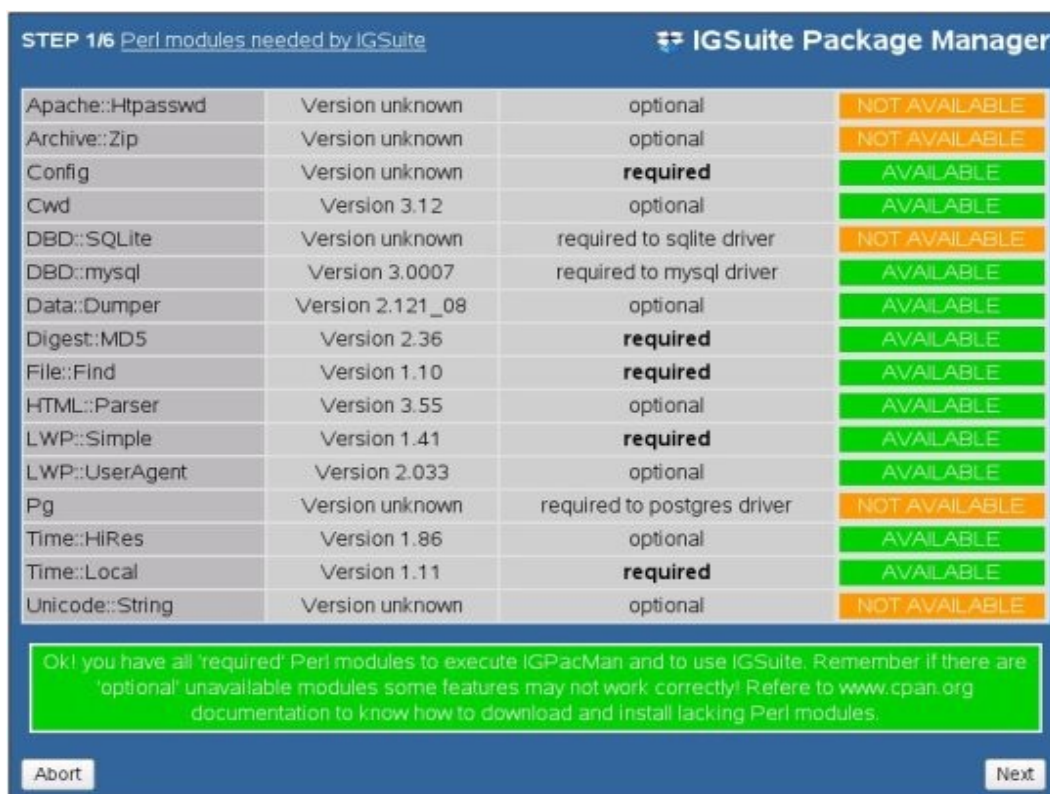 STEP 1/6 Perl modules needed by IGSuite
IGSuite Package Manager
Apache::Htpasswd Version unknown optional NOT AVAILABLE
Archive::Zip Version unknown optional NOT AVAILABLE
Config Version unknown required AVAILABLE
Cwd Version 3.12 optional AVAILABLE
DBD::SQLite Version unknown required to sqlite driver NOT AVAILABLE
DBD::mysql Version 3.0007 required to mysql driver AVAILABLE
Data::Dumper Version 2.121_08 optional AVAILABLE
Digest::MD5 Version 2.36 required AVAILABLE
File::Find Version 1.10 required AVAILABLE
HTML::Parser Version 3.55 optional AVAILABLE
LWP::Simple Version 1.41 required AVAILABLE
LWP::UserAgent Version 2.033 optional AVAILABLE
Pg Version unknown required to postgres driver NOT AVAILABLE
Time::HiRes Version 1.86 optional AVAILABLE
Time::Local Version 1.11 required AVAILABLE
Unicode::String Version unknown optional NOT AVAILABLE
Ok! you have all 'required' Perl modules to execute IGPacMan and to use IGSuite. Remember if there are
'optional' unavailable modules some features may not work correctly! Refere to www.cpan.org
documentation to know how to download and install lacking Perl modules.
Abort
Next